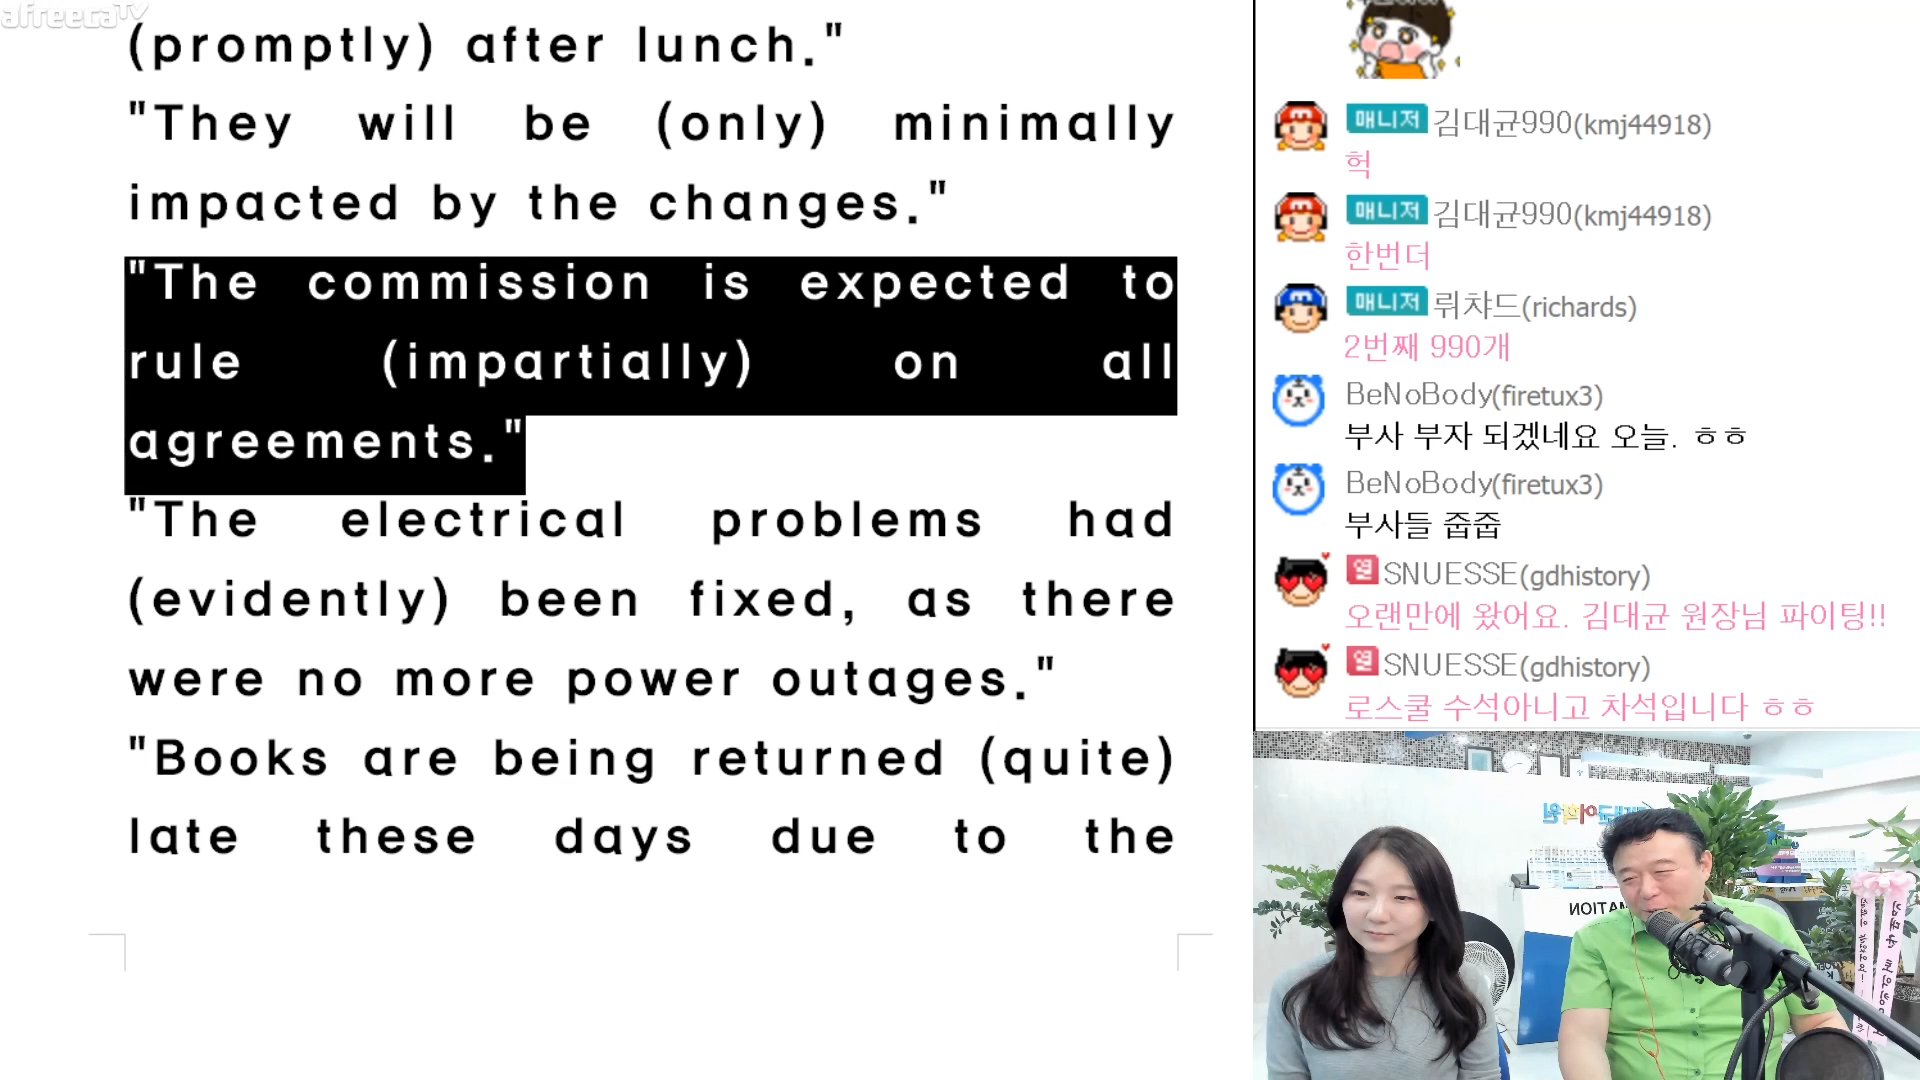 afreecaTV
(promptly) after lunch."
"They will be (only) minimally
impacted by the changes."
"The commission is expected to
rule (impartially) on all
agreements."
"The electrical problems had
(evidently) been fixed, as there
were no more power outages."
"Books are being returned (quite)
late these days due to the
매니저 김대균990(kmj44918)
헉
매니저 김대균990(kmj44918)
한번더
매니저 뤼챠드(richards)
2번째 990개
BeNoBody(firetux3)
부사 부자 되겠네요 오늘. ㅎㅎ
BeNoBody(firetux3)
부사들 줍줍
열 SNUESSE(gdhistory)
오랜만에 왔어요. 김대균 원장님 파이팅!!
열 SNUESSE(gdhistory)
로스쿨 수석아니고 차석입니다 ㅎㅎ